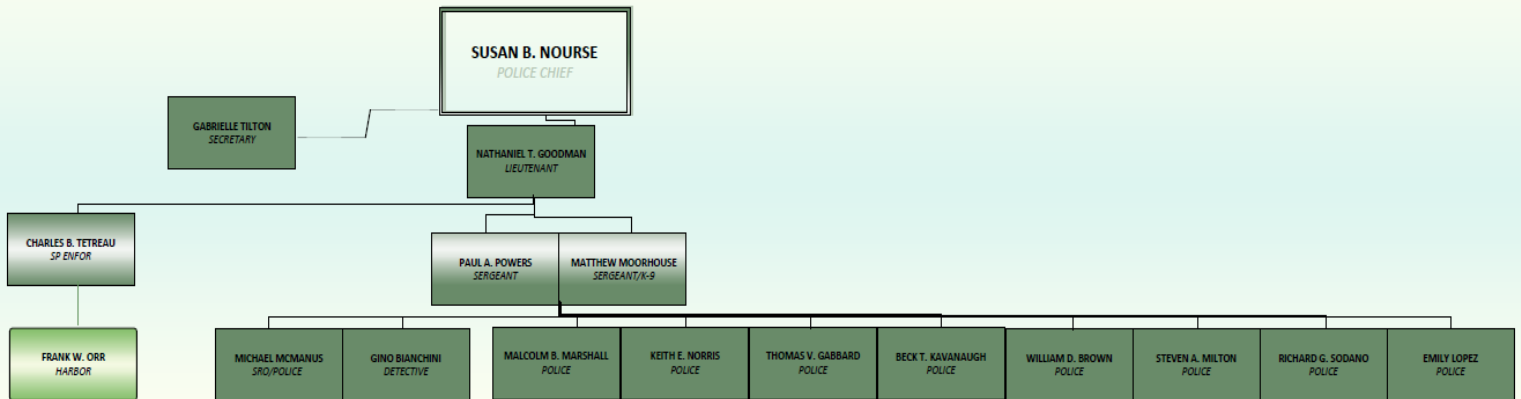 SUSAN B. NOURSE
POLICE CHIEF
GABRIELLE TILTON
SECRETARY
NATHANIEL T. GOODMAN
LIEUTENANT
CHARLES B. TETREAU
SP ENFOR
PAUL A. POWERS
SERGEANT
MATTHEW MOORHOUSE
SERGEANT/K-9
FRANK W. ORR
HARBOR
MICHAEL MCMANUS
SRO/POLICE
GINO BIANCHINI
DETECTIVE
MALCOLM B. MARSHALL
POLICE
KEITH E. NORRIS
POLICE
THOMAS V. GABBARD
POLICE
BECK T. KAVANAUGH
POLICE
WILLIAM D. BROWN
POLICE
STEVEN A. MILTON
POLICE
RICHARD G. SODANO
POLICE
EMILY LOPEZ
POLICE